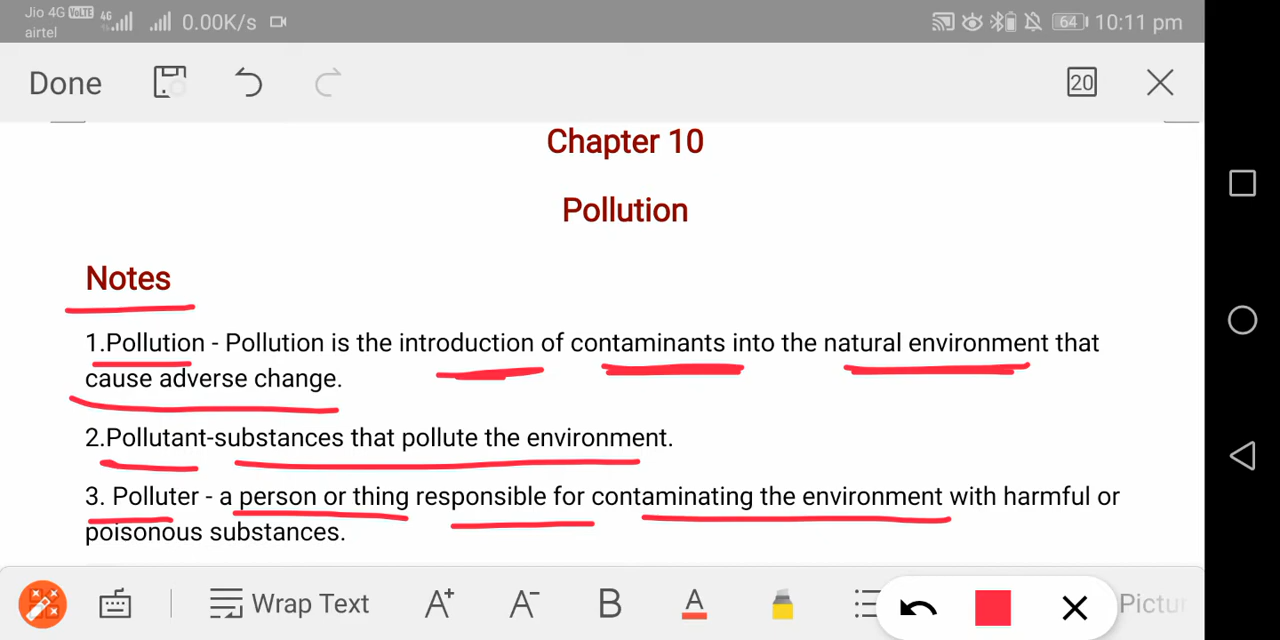 Jio 4G VoLTE 4G 0.00K/s 64 10:11 pm
airtel
Done 20
Chapter 10
Pollution
Notes
1.Pollution - Pollution is the introduction of contaminants into the natural environment that
cause adverse change.
2.Pollutant-substances that pollute the environment.
3. Polluter - a person or thing responsible for contaminating the environment with harmful or
poisonous substances.
Wrap Text A+ A- B A Pictur